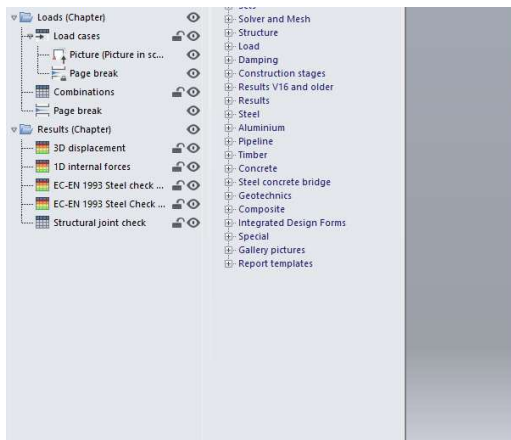 Loads (Chapter)
Load cases
Picture (Picture in sc...
Page break
Combinations
Page break
Results (Chapter)
3D displacement
1D internal forces
EC-EN 1993 Steel check ...
EC-EN 1993 Steel Check ...
Structural joint check
Sets
Solver and Mesh
Structure
Load
Damping
Construction stages
Results V16 and older
Results
Steel
Aluminium
Pipeline
Timber
Concrete
Steel concrete bridge
Geotechnics
Composite
Integrated Design Forms
Special
Gallery pictures
Report templates